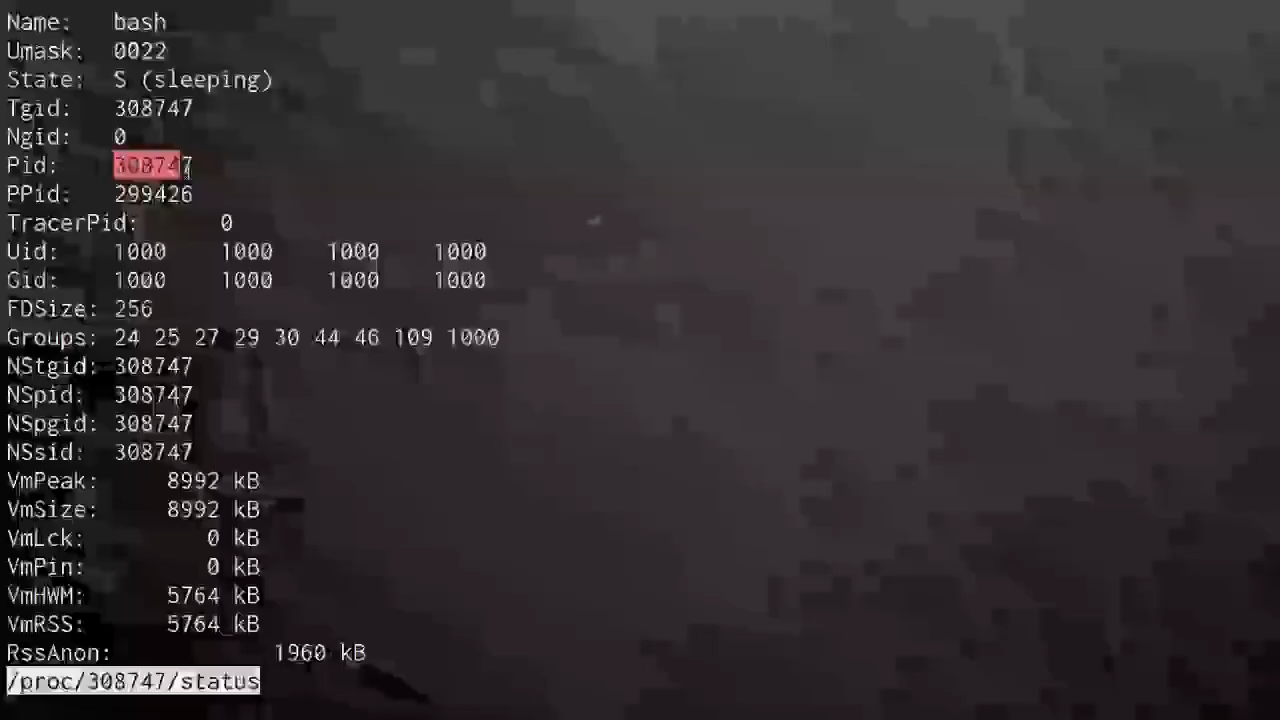 Name: bash
Umask: 0022
State: S (sleeping)
Tgid: 308747
Ngid: 0
Pid: 308747
PPid: 299426
TracerPid: 0
Uid: 1000 1000 1000 1000
Gid: 1000 1000 1000 1000
FDSize: 256
Groups: 24 25 27 29 30 44 46 109 1000
NStgid: 308747
NSpid: 308747
NSpgid: 308747
NSsid: 308747
VmPeak: 8992 kB
VmSize: 8992 kB
VmLck: 0 kB
VmPin: 0 kB
VmHWM: 5764 kB
VmRSS: 5764 kB
RssAnon: 1960 kB
/proc/308747/status